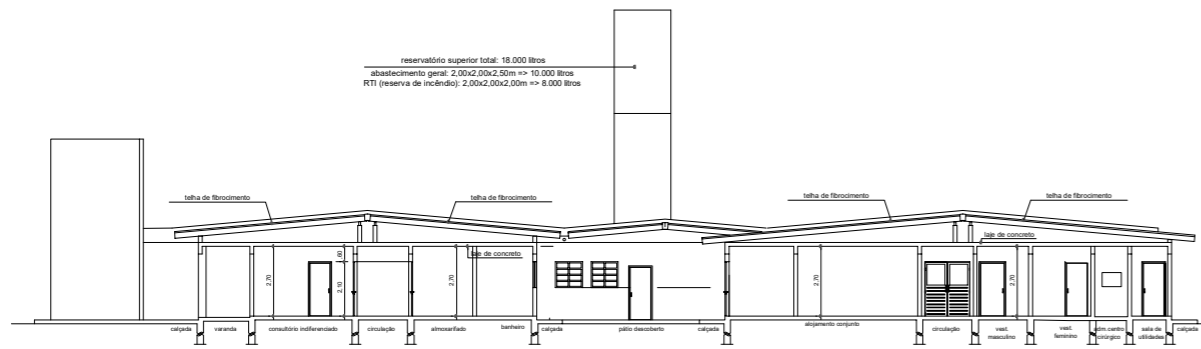 reservatório superior total: 18.000 litros
abastecimento geral: 2,00x2,00x2,50m => 10.000 litros
RTI (reserva de incêndio): 2,00x2,00x2,00m => 8.000 litros
telha de fibrocimento
telha de fibrocimento
telha de fibrocimento
telha de fibrocimento
laje de concreto
laje de concreto
2,70
60
2,10
2,70
2,70
2,70
calçada
varanda
consultório indiferenciado
circulação
almoxarifado
banheiro
calçada
pátio descoberto
calçada
alojamento conjunto
circulação
vest.
masculino
vest.
feminino
adm.centro
cirúrgico
sala de
utilidades
calçada